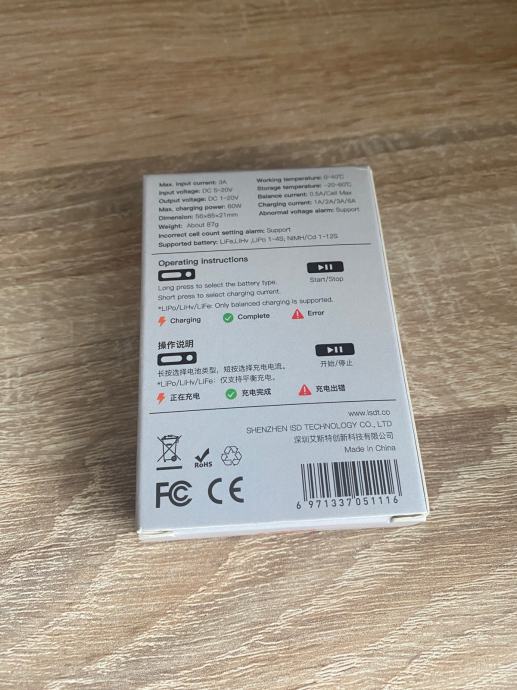 Max. input current: 3A
Input voltage: DC 5-20V
Output voltage: DC 1-20V
Max. charging power: 60W
Dimension: 56x85x21mm
Weight: About 87g
Incorrect cell count setting alarm: Support
Supported battery: LiFe,LiHv ,LiPo 1-4S, NiMH/Cd 1-12S
Working temperature: 0-40℃
Storage temperature: -20-60℃
Balance current: 0.5A/Cell Max
Charging current: 1A/2A/3A/6A
Abnormal voltage alarm: Support
Operating instructions
Long press to select the battery type.
Short press to select charging current.
Start/Stop
*LiPo/LiHv/LiFe: Only balanced charging is supported.
Charging Complete Error
操作说明
长按选择电池类型，短按选择充电电流。
开始/停止
*LiPo/LiHv/LiFe：仅支持平衡充电。
正在充电 充电完成 充电出错
www.isdt.co
SHENZHEN ISD TECHNOLOGY CO., LTD
深圳艾斯特创新科技有限公司
Made in China
RoHS
FC CE
6 971337 051116